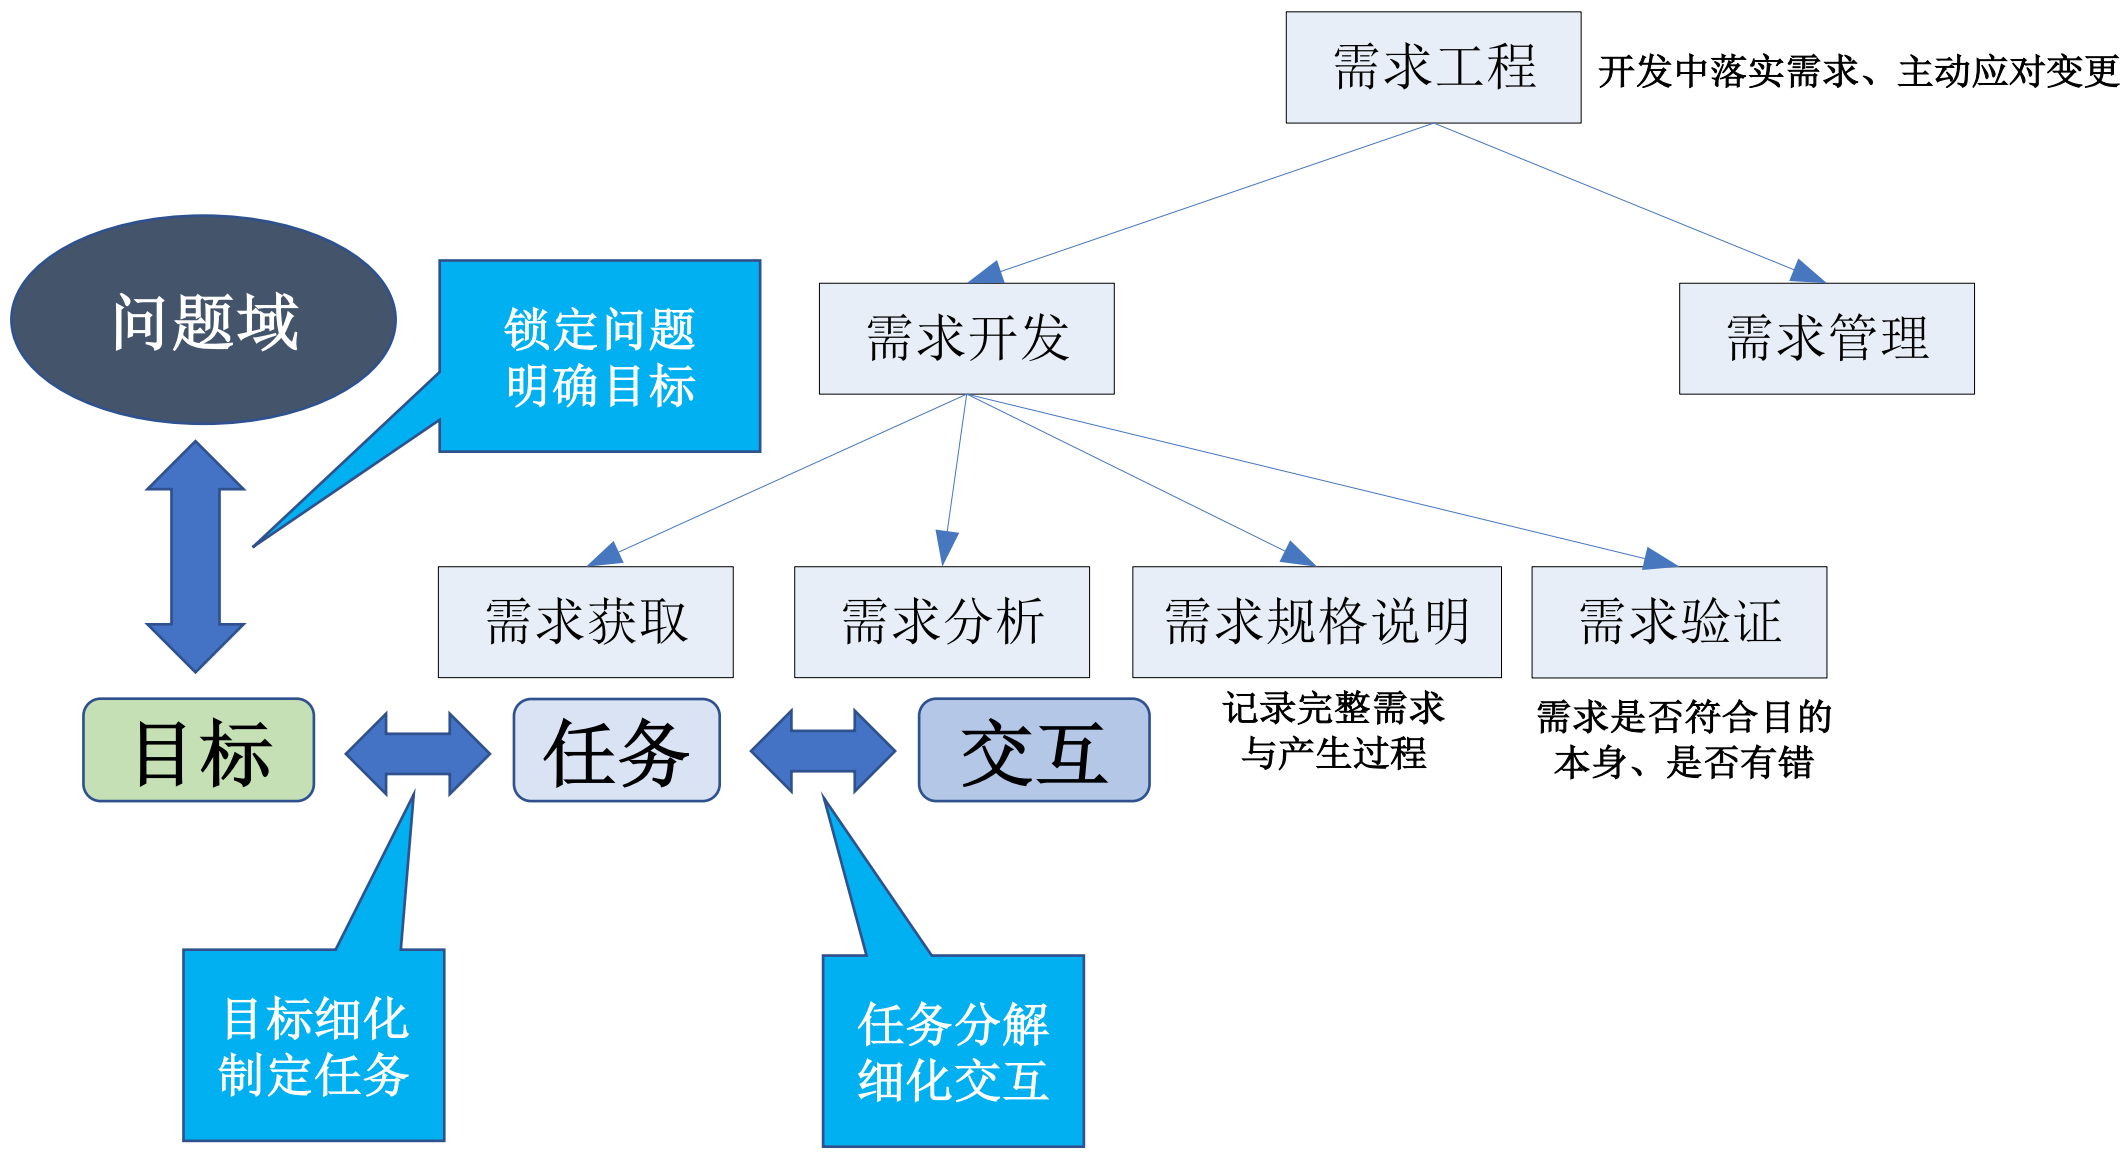 需求工程
开发中落实需求、主动应对变更
问题域
锁定问题
明确目标
需求开发
需求管理
需求获取
需求分析
需求规格说明
需求验证
目标
任务
交互
记录完整需求
与产生过程
需求是否符合目的
本身、是否有错
目标细化
制定任务
任务分解
细化交互